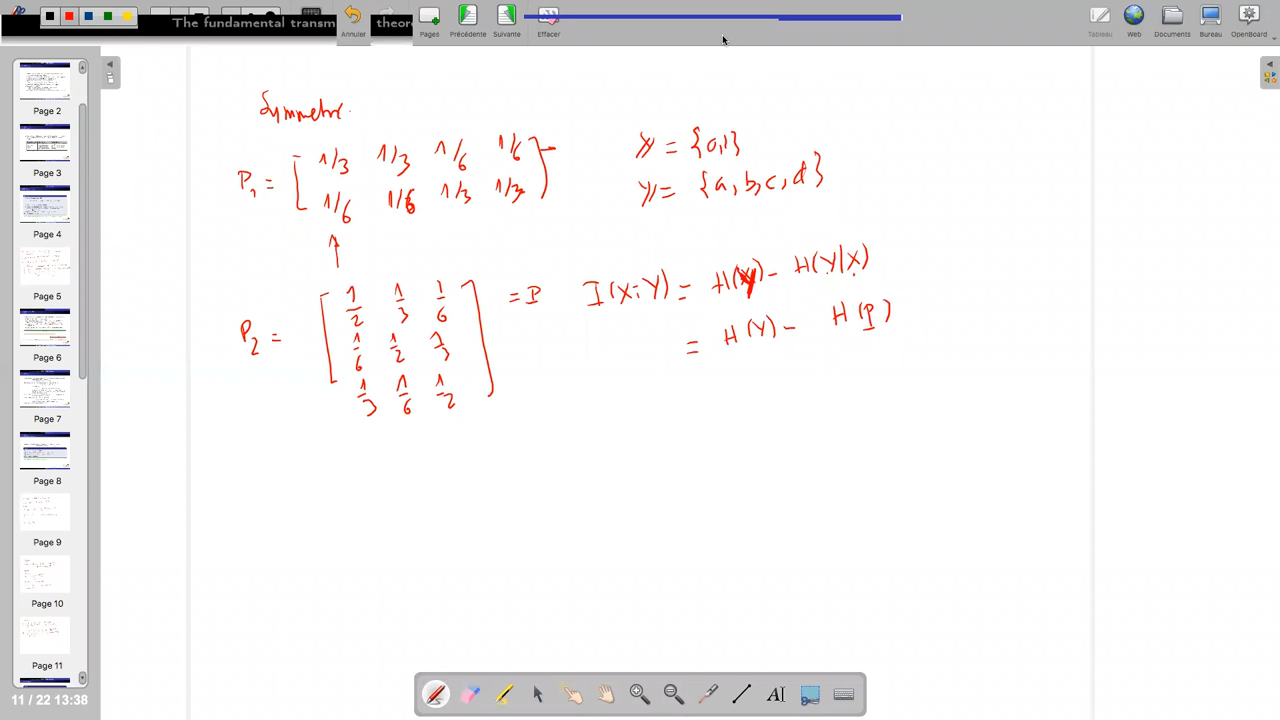 The fundamental transm theore
Annuler
Pages
Précédente
Suivante
Effacer
Tableau
Web
Documents
Bureau
OpenBoard
Page 2
Page 3
Page 4
Page 5
Page 6
Page 7
Page 8
Page 9
Page 10
Page 11
11 / 22 13:38
Symmetric
P₁ = [ 1/3 1/3 1/6 1/6
1/6 1/6 1/3 1/3 ]
X = {0,1}
Y = {a, b, c, d}
P₂ = [ 1/2 1/3 1/6
1/6 1/2 1/3
1/3 1/6 1/2 ] = P
I(X;Y) = H(Y) - H(Y|X)
= H(Y) - H(P)